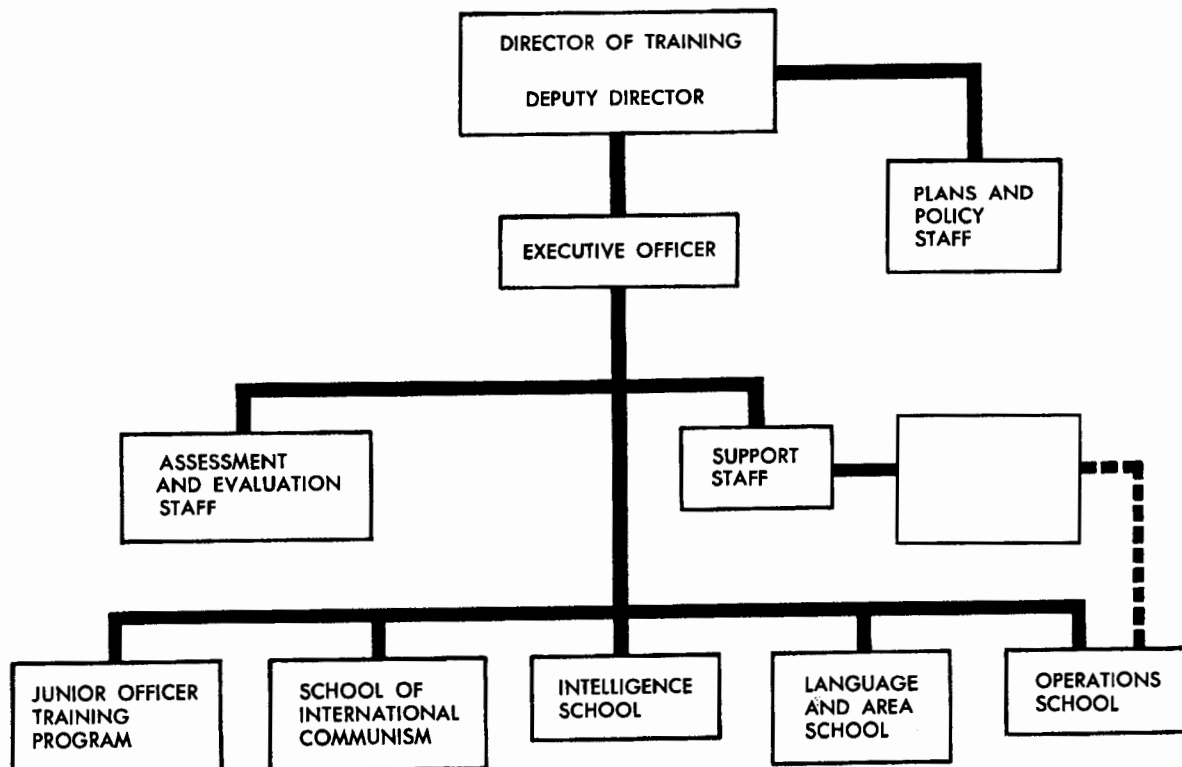 DIRECTOR OF TRAINING
DEPUTY DIRECTOR
PLANS AND
POLICY
STAFF
EXECUTIVE OFFICER
ASSESSMENT
AND EVALUATION
STAFF
SUPPORT
STAFF
JUNIOR OFFICER
TRAINING
PROGRAM
SCHOOL OF
INTERNATIONAL
COMMUNISM
INTELLIGENCE
SCHOOL
LANGUAGE
AND AREA
SCHOOL
OPERATIONS
SCHOOL